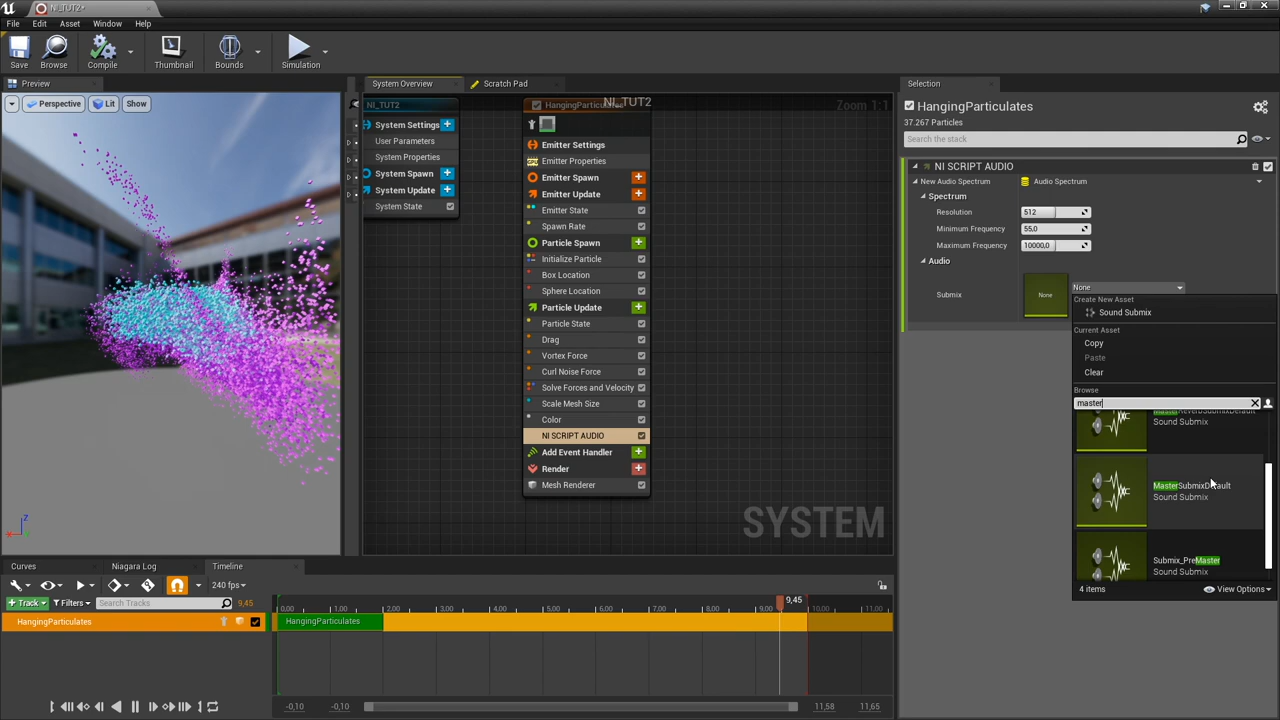 NI_TUT2*
File Edit Asset Window Help
Save Browse Compile Thumbnail Bounds Simulation
Preview
Perspective Lit Show
System Overview Scratch Pad
NI_TUT2
Zoom 1:1
NI_TUT2
System Settings
User Parameters
System Properties
System Spawn
System Update
System State
HangingParticulates
Emitter Settings
Emitter Properties
Emitter Spawn
Emitter Update
Emitter State
Spawn Rate
Particle Spawn
Initialize Particle
Box Location
Sphere Location
Particle Update
Particle State
Drag
Vortex Force
Curl Noise Force
Solve Forces and Velocity
Scale Mesh Size
Color
NI SCRIPT AUDIO
Add Event Handler
Render
Mesh Renderer
SYSTEM
Selection
HangingParticulates
37.267 Particles
Search the stack
NI SCRIPT AUDIO
New Audio Spectrum Audio Spectrum
Spectrum
Resolution 512
Minimum Frequency 55,0
Maximum Frequency 10000,0
Audio
Submix None None
Create New Asset
Sound Submix
Current Asset
Copy
Paste
Clear
Browse
master
MasterReverbSubmixDefault
Sound Submix
MasterSubmixDefault
Sound Submix
Submix_PreMaster
Sound Submix
4 items View Options
Curves Niagara Log Timeline
240 fps
Track Filters Search Tracks 9,45
HangingParticulates
9,45
0,00 1,00 2,00 3,00 4,00 5,00 6,00 7,00 8,00 9,00 10,00 11,00
HangingParticulates
-0,10 -0,10 11,58 11,65